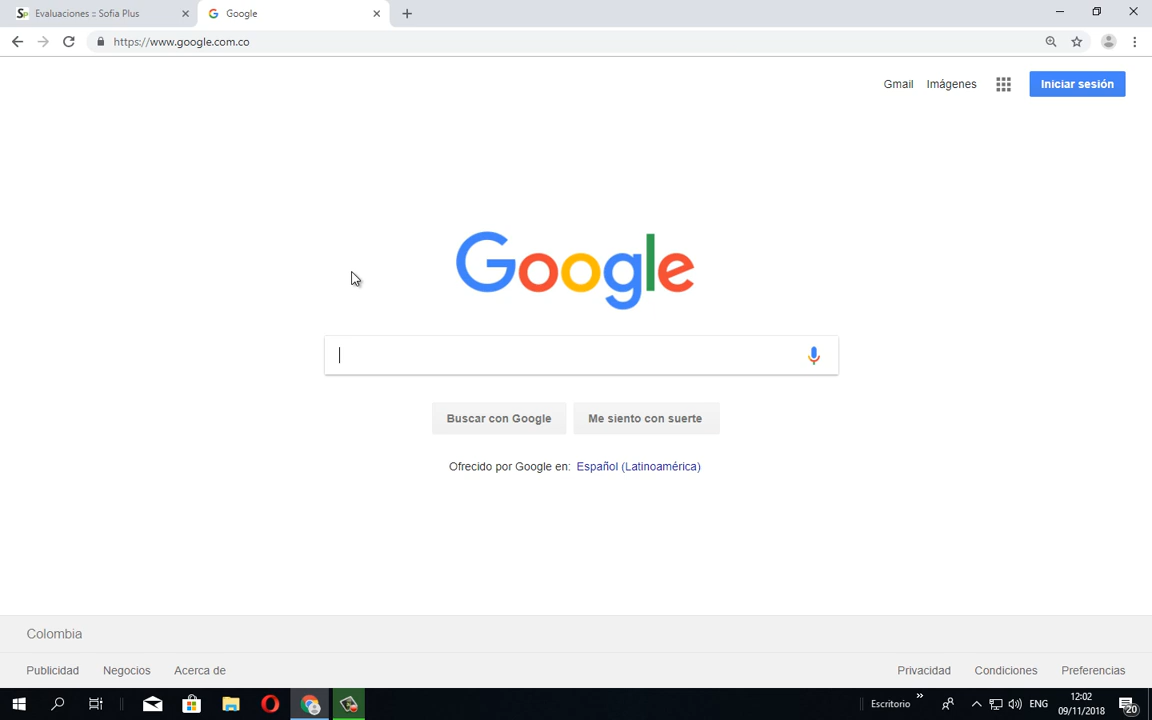 Evaluaciones :: Sofia Plus
Google
https://www.google.com.co
Gmail Imágenes Iniciar sesión
Google
Buscar con Google Me siento con suerte
Ofrecido por Google en: Español (Latinoamérica)
Colombia
Publicidad Negocios Acerca de Privacidad Condiciones Preferencias
Escritorio » ENG 12:02
09/11/2018 20